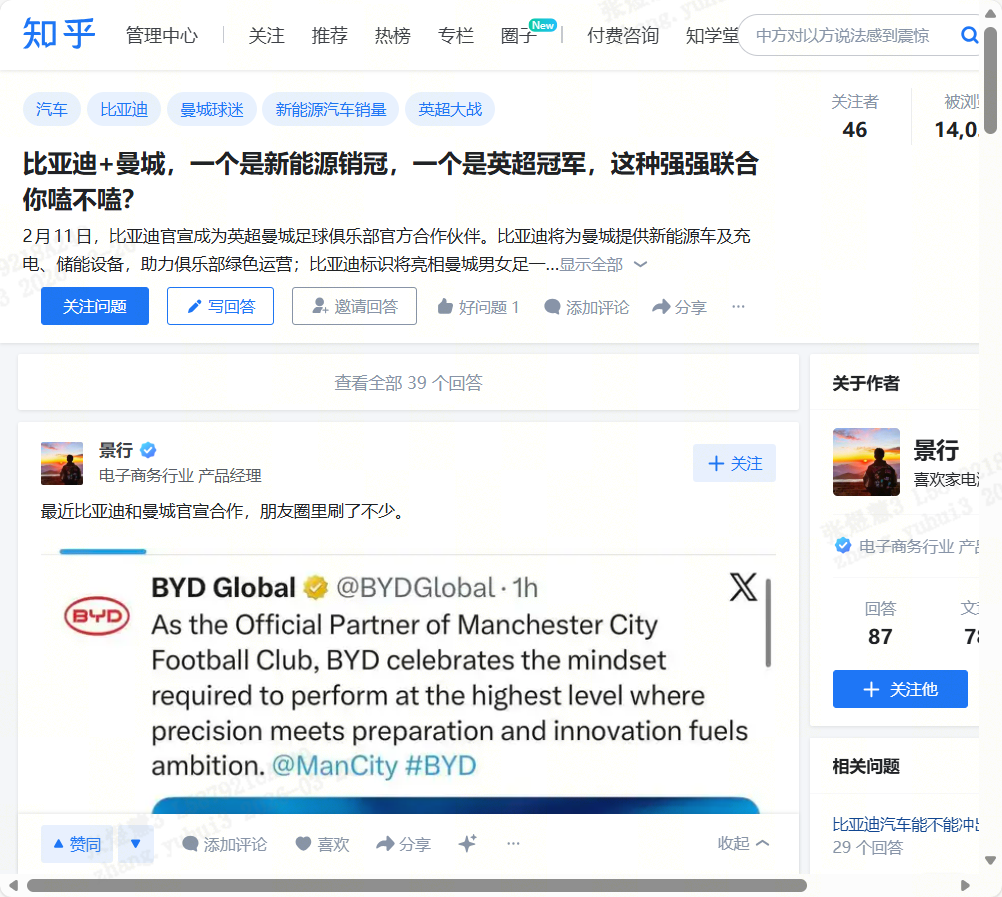 知乎 管理中心 关注 推荐 热榜 专栏 圈子 New 付费咨询 知学堂 中方对以方说法感到震惊
汽车 比亚迪 曼城球迷 新能源汽车销量 英超大战
关注者 被浏
46 14,0
比亚迪+曼城，一个是新能源销冠，一个是英超冠军，这种强强联合
你嗑不嗑？
2月11日，比亚迪官宣成为英超曼城足球俱乐部官方合作伙伴。比亚迪将为曼城提供新能源车及充
电、储能设备，助力俱乐部绿色运营；比亚迪标识将亮相曼城男女足一...显示全部
关注问题 写回答 邀请回答 好问题 1 添加评论 分享 ...
查看全部 39 个回答
景行
电子商务行业 产品经理
+ 关注
最近比亚迪和曼城官宣合作，朋友圈里刷了不少。
BYD
BYD Global @BYDGlobal · 1h
As the Official Partner of Manchester City
Football Club, BYD celebrates the mindset
required to perform at the highest level where
precision meets preparation and innovation fuels
ambition. @ManCity #BYD
赞同 添加评论 喜欢 分享 ... 收起
关于作者
景行
喜欢家电
电子商务行业 产
回答 文
87 78
+ 关注他
相关问题
比亚迪汽车能不能冲
29 个回答